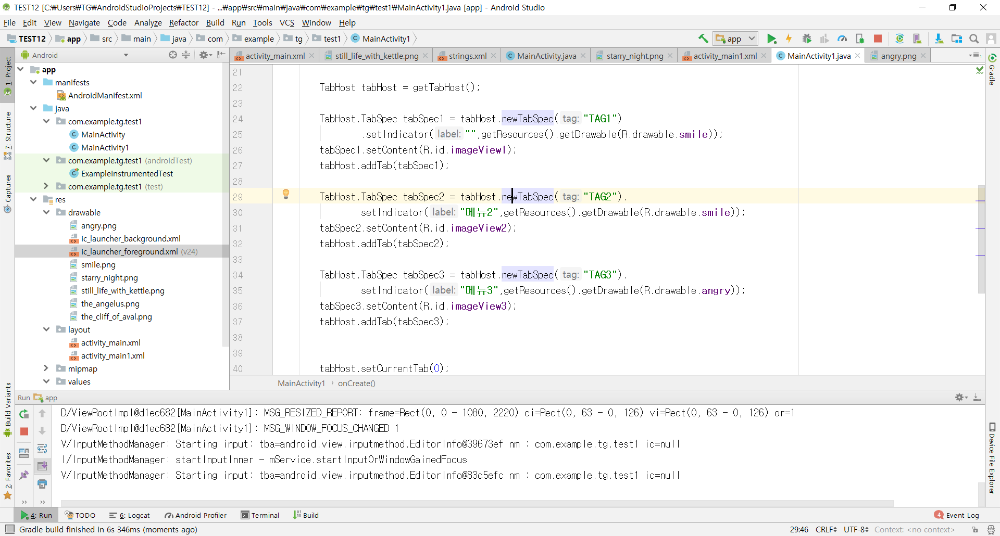 TEST12 [C:￦Users￦TG￦AndroidStudioProjects￦TEST12] - ...￦app￦src￦main￦java￦com￦example￦tg￦test1￦MainActivity1.java [app] - Android Studio
File Edit View Navigate Code Analyze Refactor Build Run Tools VCS Window Help
TEST12 app src main java com example tg test1 MainActivity1 app
Android
activity_main.xml still_life_with_kettle.png strings.xml MainActivity.java starry_night.png activity_main1.xml MainActivity1.java angry.png
1: Project
7: Structure
Captures
Build Variants
2: Favorites
app
manifests
AndroidManifest.xml
java
com.example.tg.test1
MainActivity
MainActivity1
com.example.tg.test1 (androidTest)
ExampleInstrumentedTest
com.example.tg.test1 (test)
res
drawable
angry.png
ic_launcher_background.xml
ic_launcher_foreground.xml (v24)
smile.png
starry_night.png
still_life_with_kettle.png
the_angelus.png
the_cliff_of_aval.png
layout
activity_main.xml
activity_main1.xml
mipmap
values
21
22 TabHost tabHost = getTabHost();
23
24 TabHost.TabSpec tabSpec1 = tabHost.newTabSpec( tag: "TAG1")
25 .setIndicator( label: "",getResources().getDrawable(R.drawable.smile));
26 tabSpec1.setContent(R.id.imageView1);
27 tabHost.addTab(tabSpec1);
28
29 TabHost.TabSpec tabSpec2 = tabHost.newTabSpec( tag: "TAG2").
30 setIndicator( label: "메뉴2",getResources().getDrawable(R.drawable.smile));
31 tabSpec2.setContent(R.id.imageView2);
32 tabHost.addTab(tabSpec2);
33
34 TabHost.TabSpec tabSpec3 = tabHost.newTabSpec( tag: "TAG3").
35 setIndicator( label: "메뉴3",getResources().getDrawable(R.drawable.angry));
36 tabSpec3.setContent(R.id.imageView3);
37 tabHost.addTab(tabSpec3);
38
39
40 tabHost.setCurrentTab(0);
MainActivity1 › onCreate()
Gradle
Device File Explorer
Run app
D/ViewRootImpl@d1ec682[MainActivity1]: MSG_RESIZED_REPORT: frame=Rect(0, 0 - 1080, 2220) ci=Rect(0, 63 - 0, 126) vi=Rect(0, 63 - 0, 126) or=1
D/ViewRootImpl@d1ec682[MainActivity1]: MSG_WINDOW_FOCUS_CHANGED 1
V/InputMethodManager: Starting input: tba=android.view.inputmethod.EditorInfo@39673ef nm : com.example.tg.test1 ic=null
I/InputMethodManager: startInputInner - mService.startInputOrWindowGainedFocus
V/InputMethodManager: Starting input: tba=android.view.inputmethod.EditorInfo@83c5efc nm : com.example.tg.test1 ic=null
4: Run TODO 6: Logcat Android Profiler Terminal Build 4 Event Log
Gradle build finished in 6s 346ms (moments ago) 29:46 CRLF UTF-8 Context: <no context>